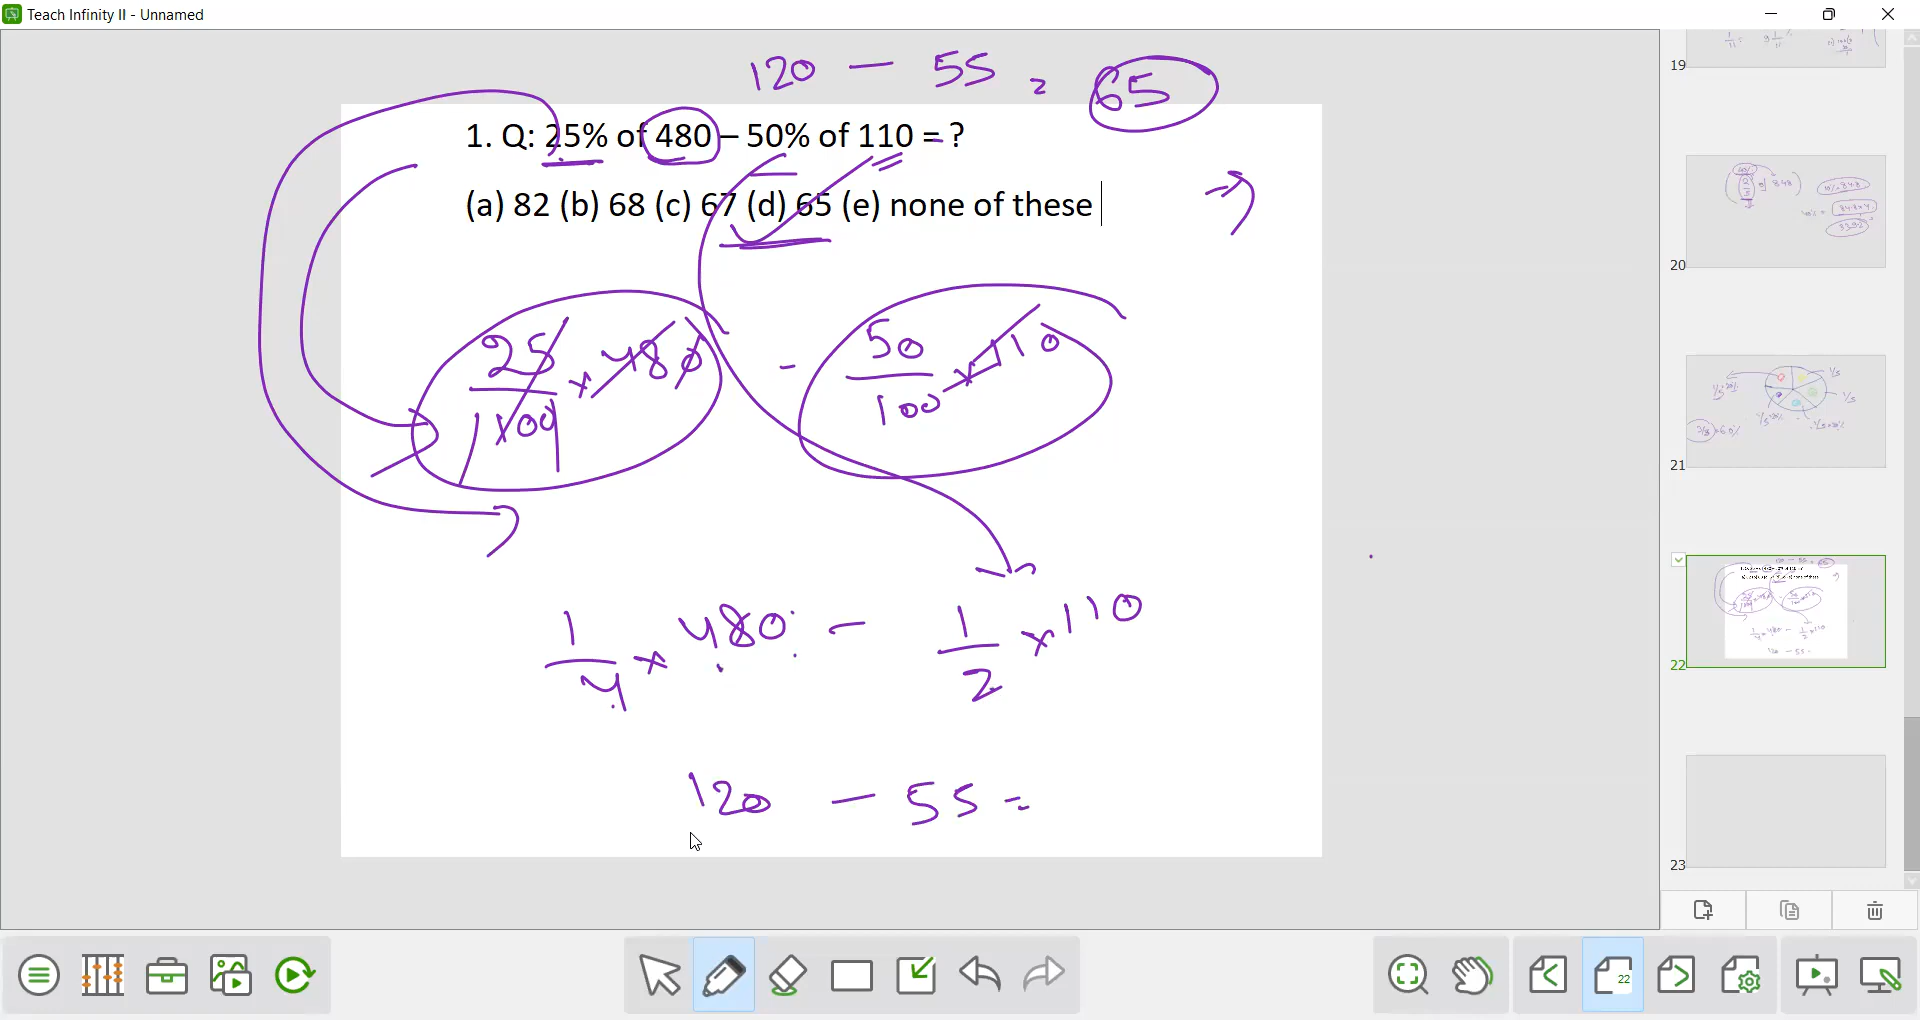 Teach Infinity II - Unnamed
120 - 55 = 65
1. Q: 25% of 480 – 50% of 110 = ?
(a) 82 (b) 68 (c) 67 (d) 65 (e) none of these
25/100 × 480 - 50/100 × 110
1/4 × 480 - 1/2 × 110
120 - 55 =
19
20
21
22
23
22